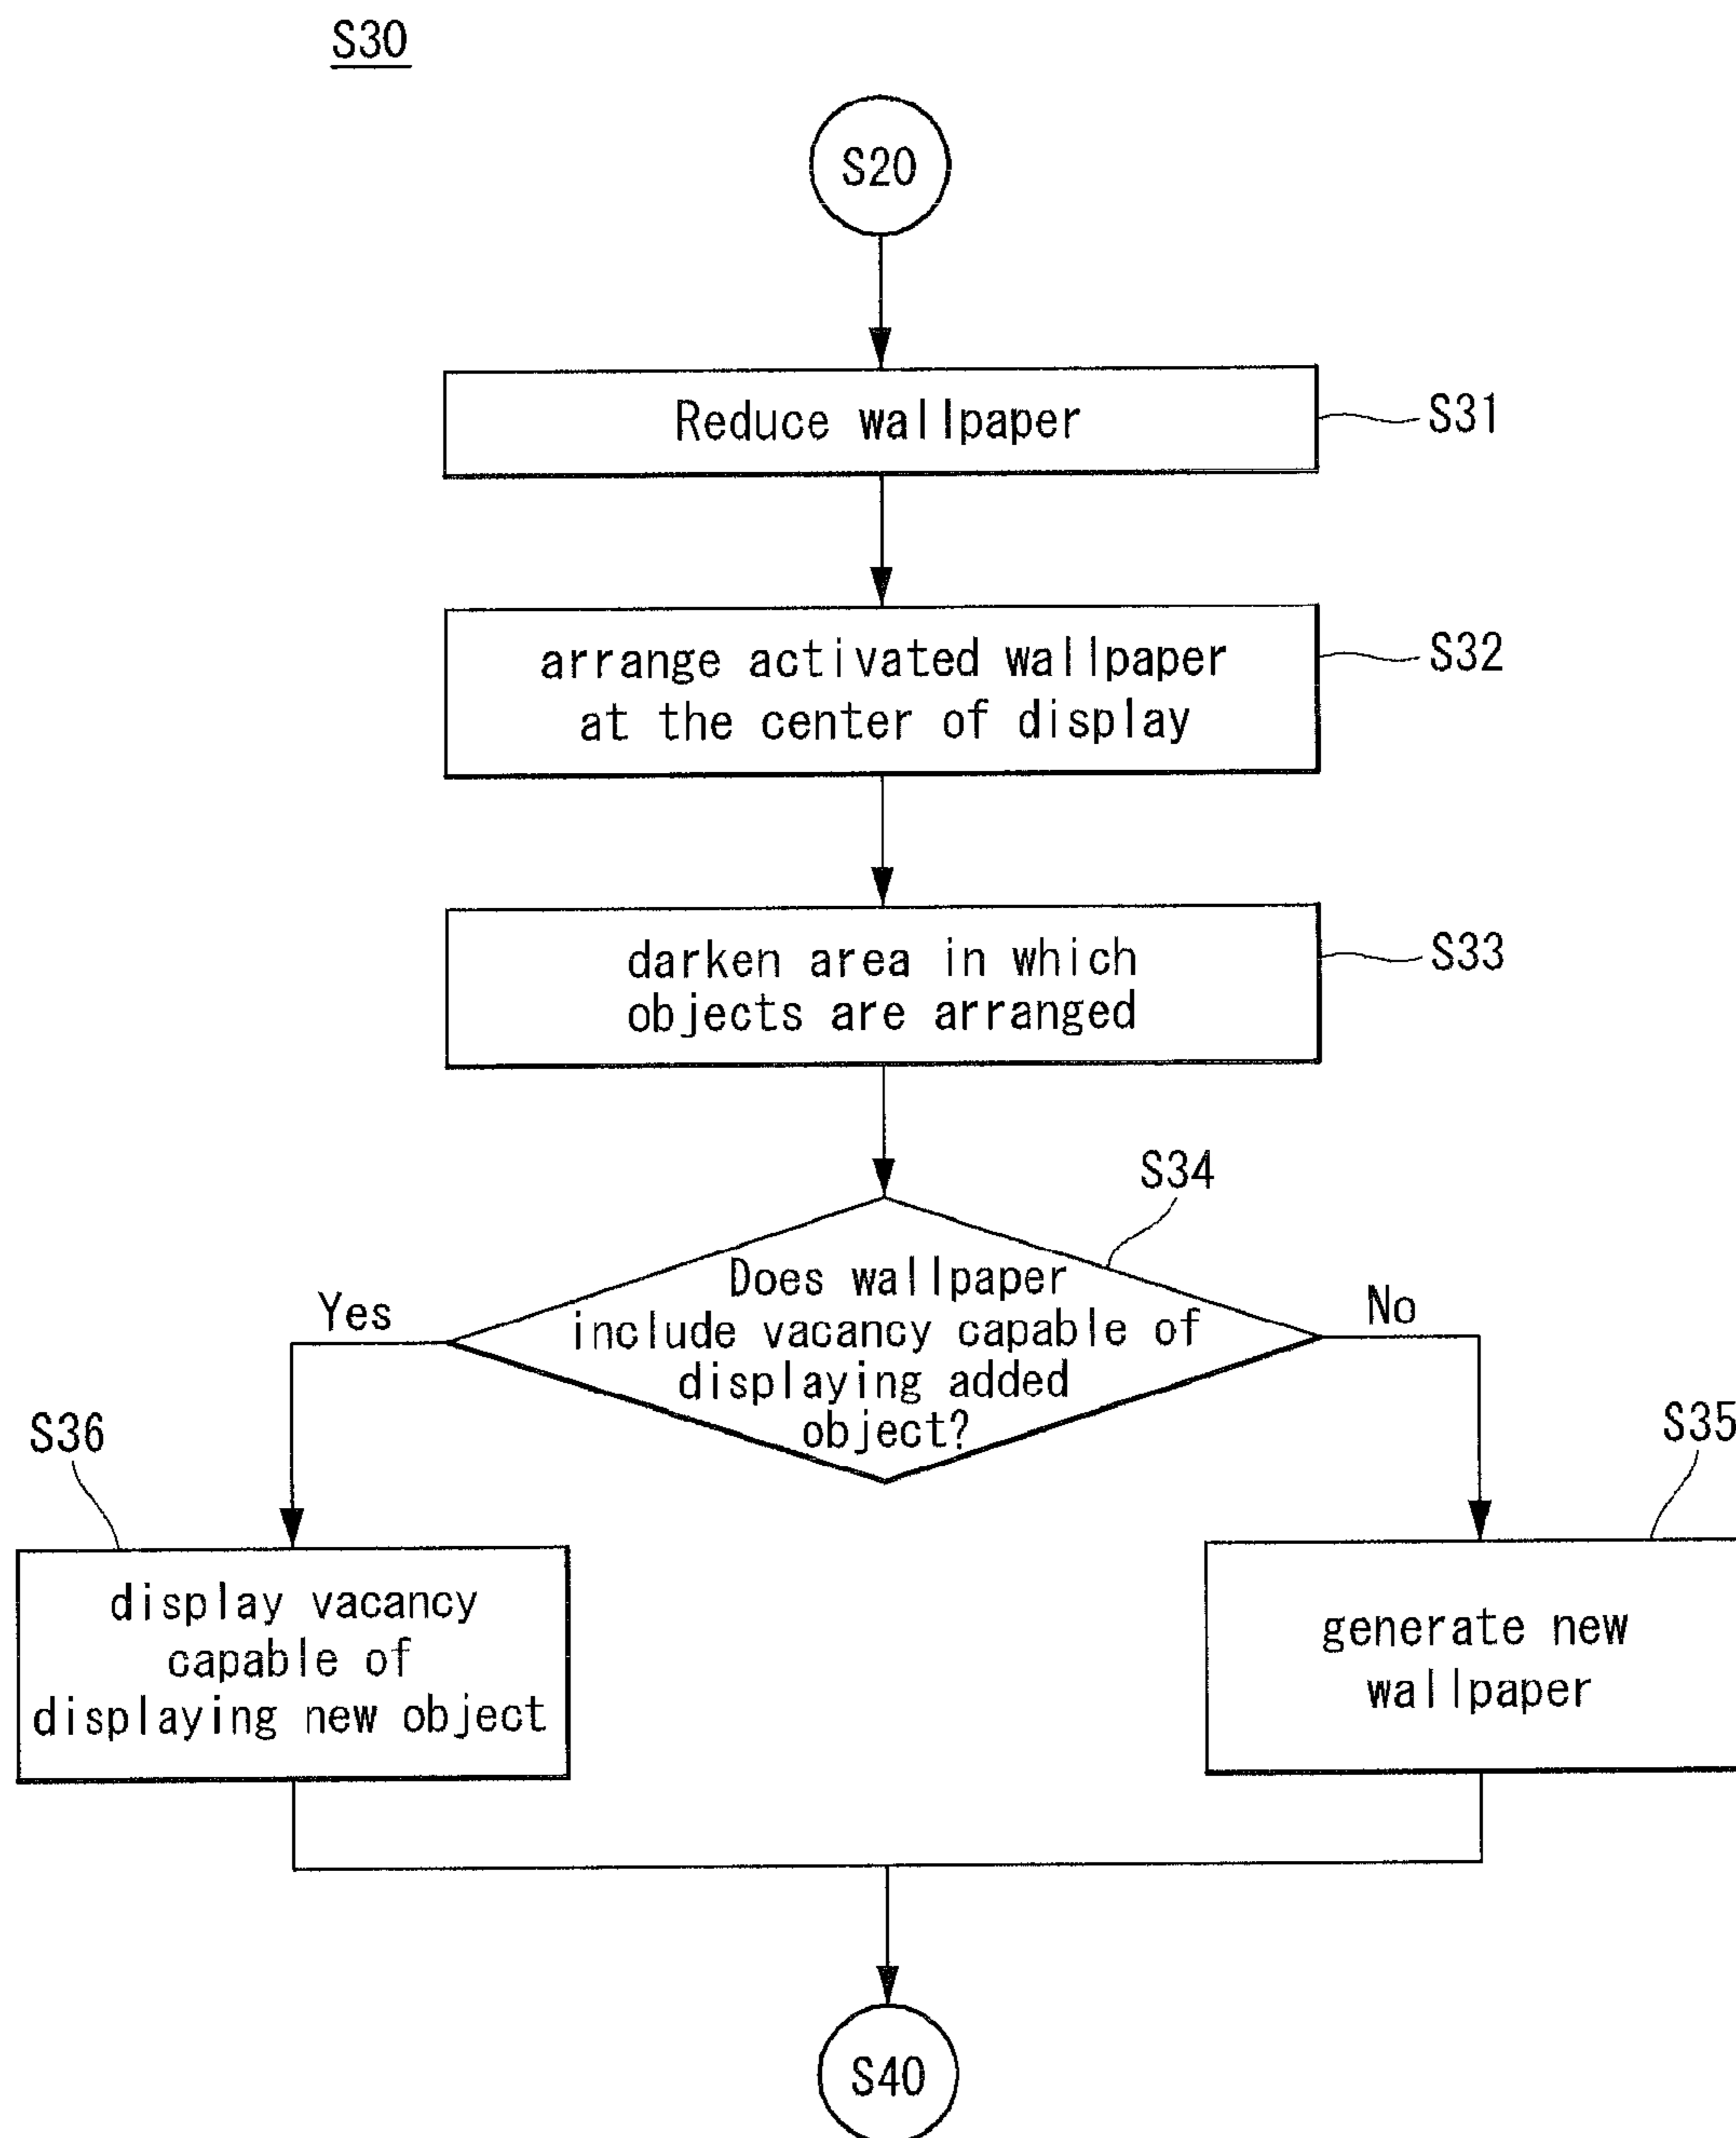 S30
S20
Reduce wallpaper
S31
arrange activated wallpaper
at the center of display
S32
darken area in which
objects are arranged
S33
S34
Does wallpaper
include vacancy capable of
displaying added
object?
Yes
No
S36
S35
display vacancy
capable of
displaying new object
generate new
wallpaper
S40